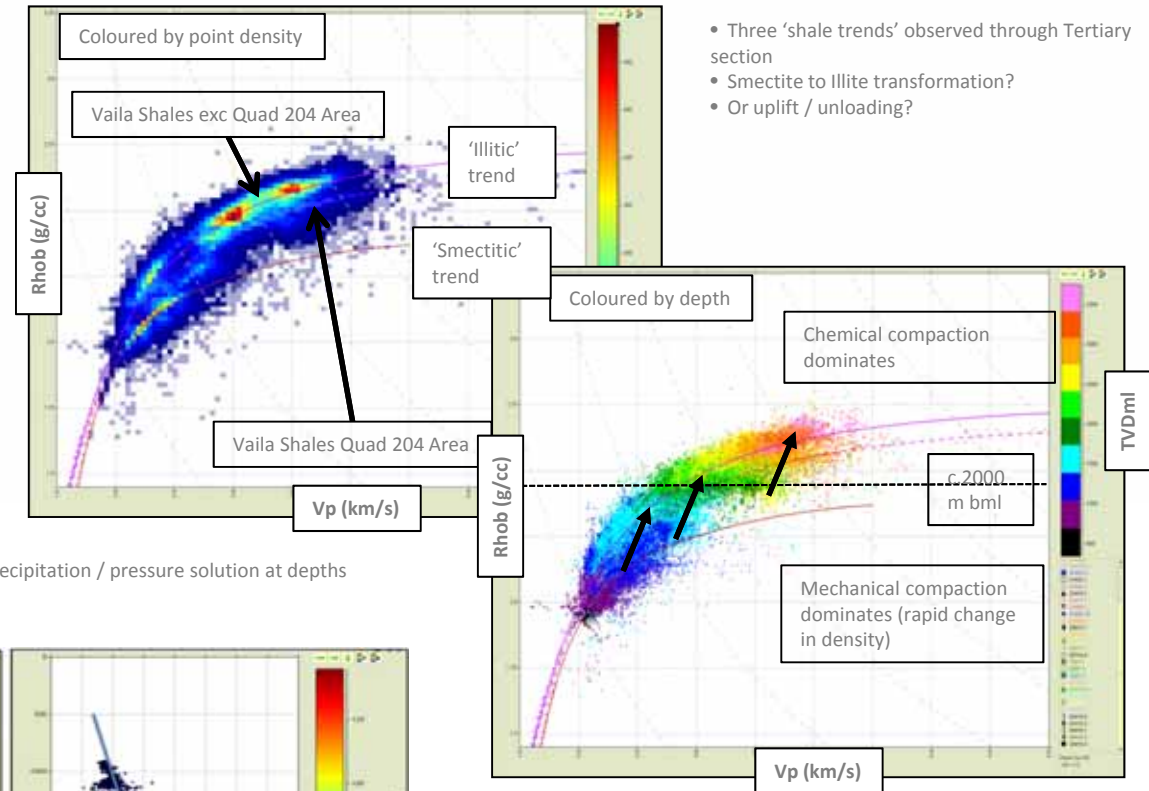 Coloured by point density
Vaila Shales exc Quad 204 Area
'Illitic'
trend
'Smectitic'
trend
Rhob (g/cc)
Vaila Shales Quad 204 Area
Vp (km/s)
• Three 'shale trends' observed through Tertiary
section
• Smectite to Illite transformation?
• Or uplift / unloading?
Coloured by depth
Chemical compaction
dominates
TVDml
Rhob (g/cc)
c.2000
m bml
Mechanical compaction
dominates (rapid change
in density)
Vp (km/s)
ecipitation / pressure solution at depths